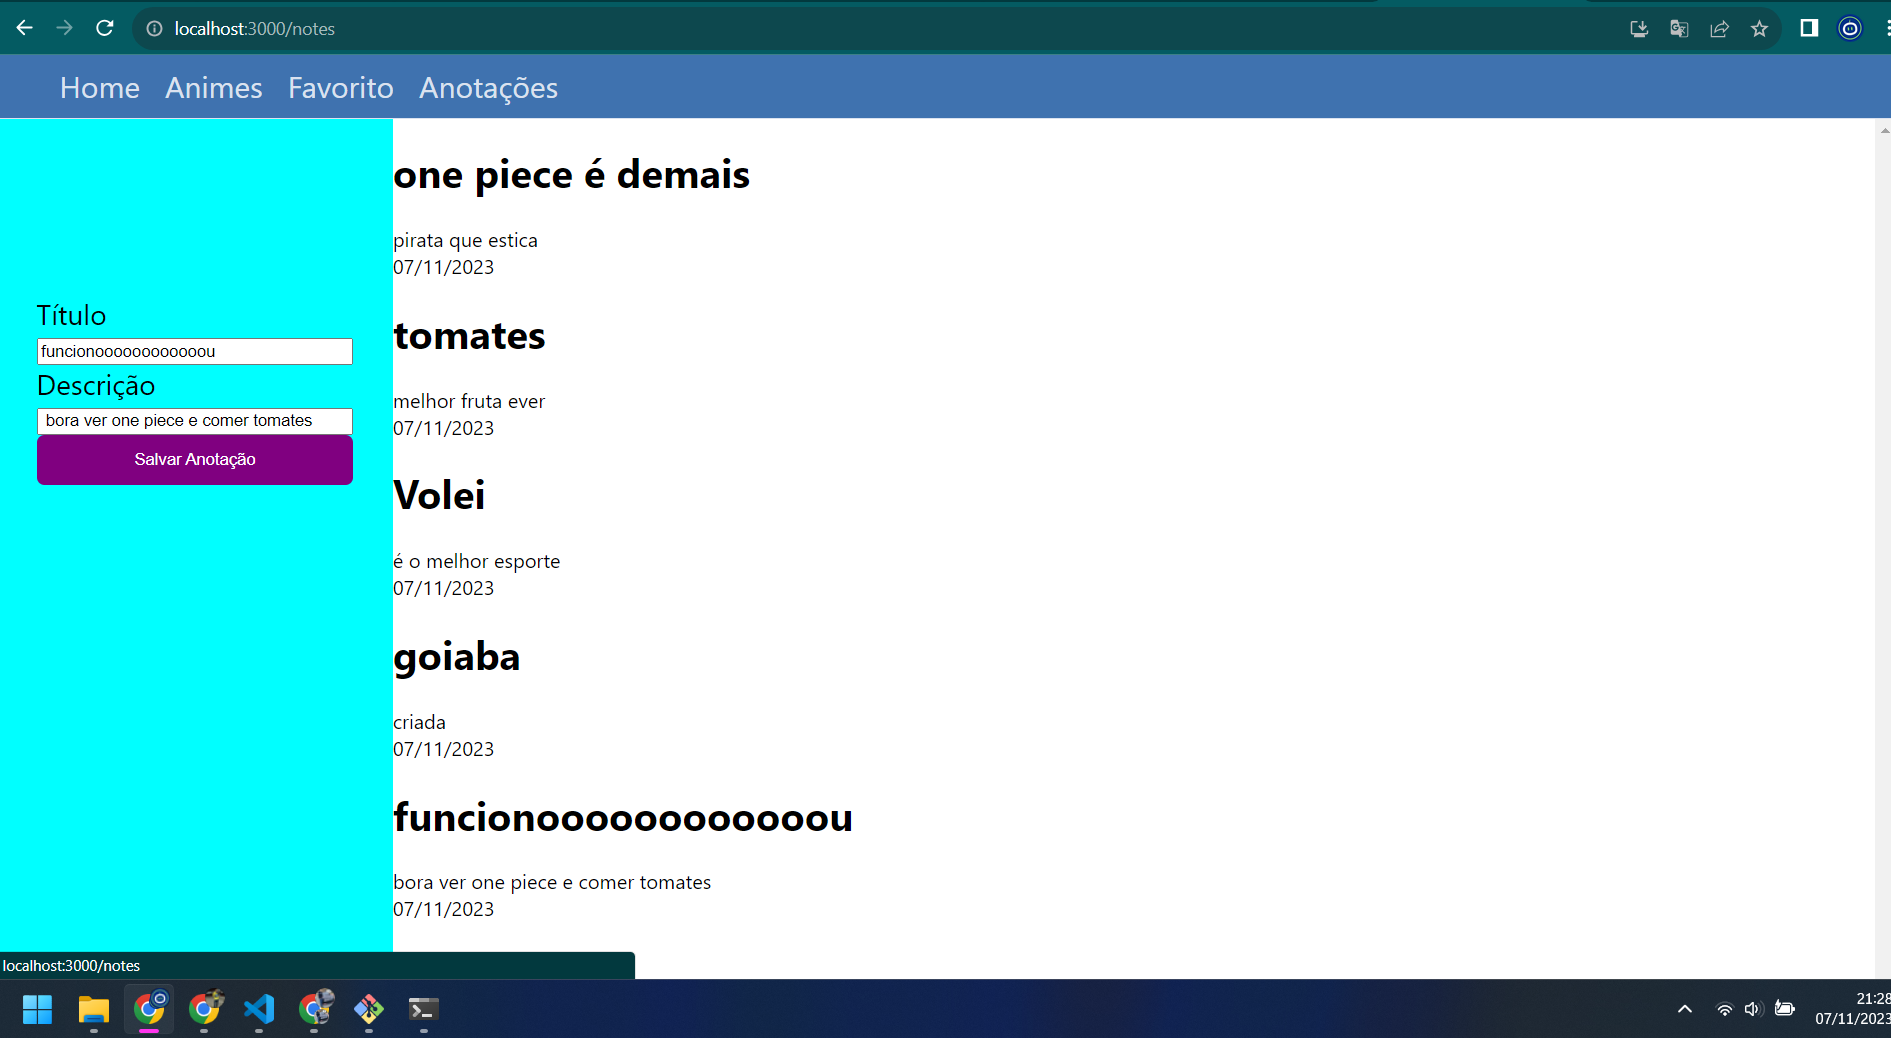 localhost:3000/notes
Home Animes Favorito Anotações
Título
funcionooooooooooou
Descrição
bora ver one piece e comer tomates
Salvar Anotação
one piece é demais
pirata que estica
07/11/2023
tomates
melhor fruta ever
07/11/2023
Volei
é o melhor esporte
07/11/2023
goiaba
criada
07/11/2023
funcionooooooooooou
bora ver one piece e comer tomates
07/11/2023
localhost:3000/notes
21:28
07/11/2023